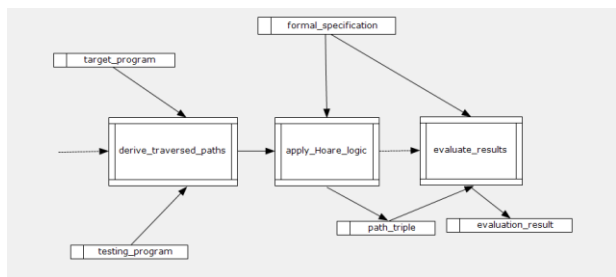 formal_specification
target_program
derive_traversed_paths
apply_Hoare_logic
evaluate_results
path_triple
evaluation_result
testing_program